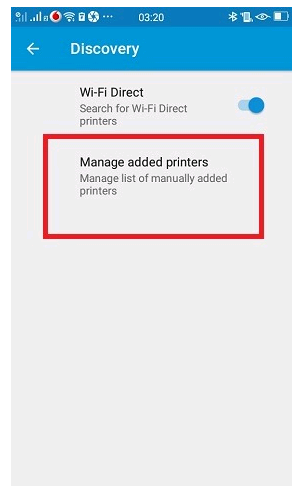 03:20
Discovery
Wi-Fi Direct
Search for Wi-Fi Direct
printers
Manage added printers
Manage list of manually added
printers